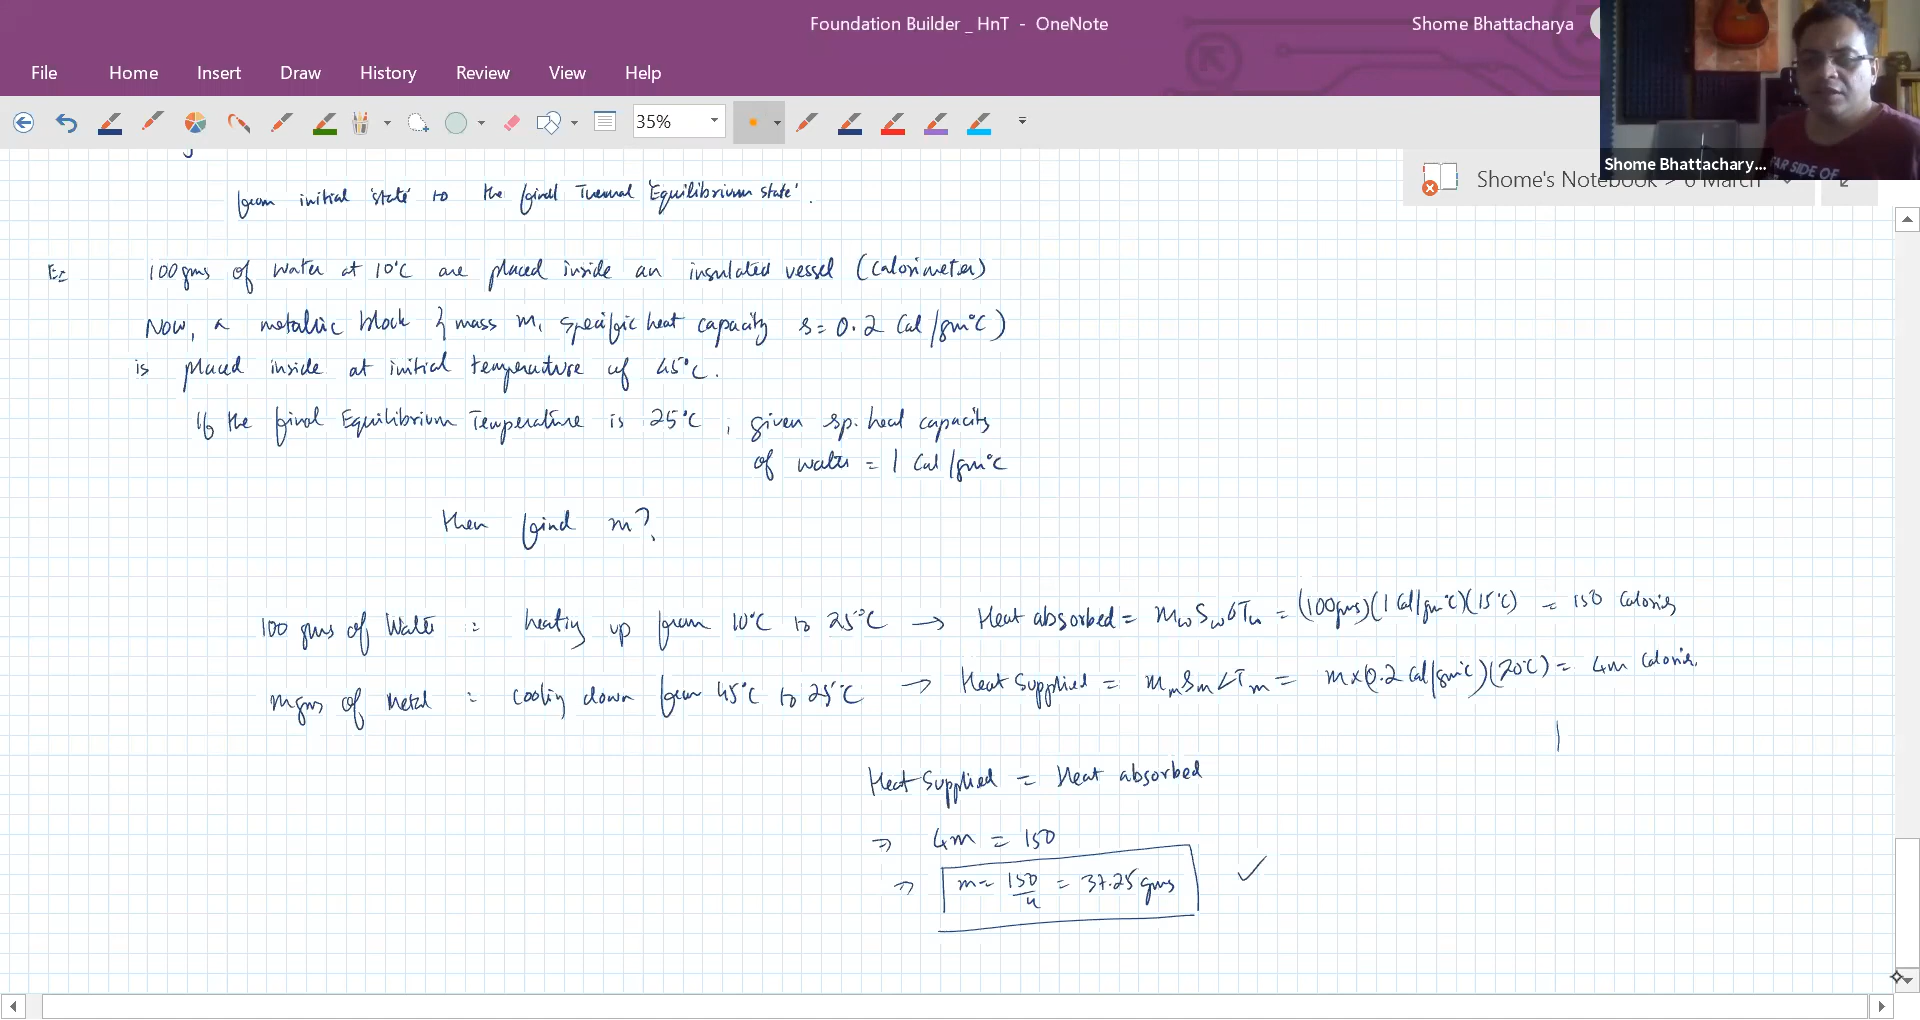 Foundation Builder _ HnT - OneNote
Shome Bhattacharya
File Home Insert Draw History Review View Help
35%
Shome Bhattachary...
FAR SIDE OF
Shome's Notebook > 6 March
from initial 'state' to the final Thermal 'Equilibrium state'.
Ex 100gms of water at 10°C are placed inside an insulated vessel (Calorimeter)
Now, a metallic block { mass m, specific heat capacity s = 0.2 Cal/gm°C)
is placed inside at initial temperature of 45°C.
If the final Equilibrium Temperature is 25°C, given sp. heat capacity
of water = 1 Cal/gm°C
then find m?
100 gms of Water : heating up from 10°C to 25°C → Heat absorbed = MwSwΔTw = (100gms)(1 Cal/gm°C)(15°C) = 150 Calories
mgms of Metal : cooling down from 45°C to 25°C → Heat Supplied = MmSmΔTm = m×(0.2 Cal/gm°C)(20°C) = 4m Calories.
Heat Supplied = Heat absorbed
⇒ 4m = 150
⇒ m = 150/4 = 37.25 gms ✓